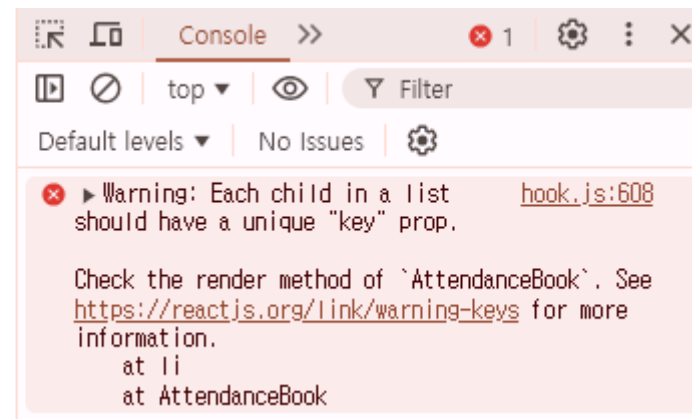 Console
1
top
Filter
Default levels
No Issues
Warning: Each child in a list hook.js:608
should have a unique "key" prop.
Check the render method of `AttendanceBook`. See
https://reactjs.org/link/warning-keys for more
information.
at li
at AttendanceBook